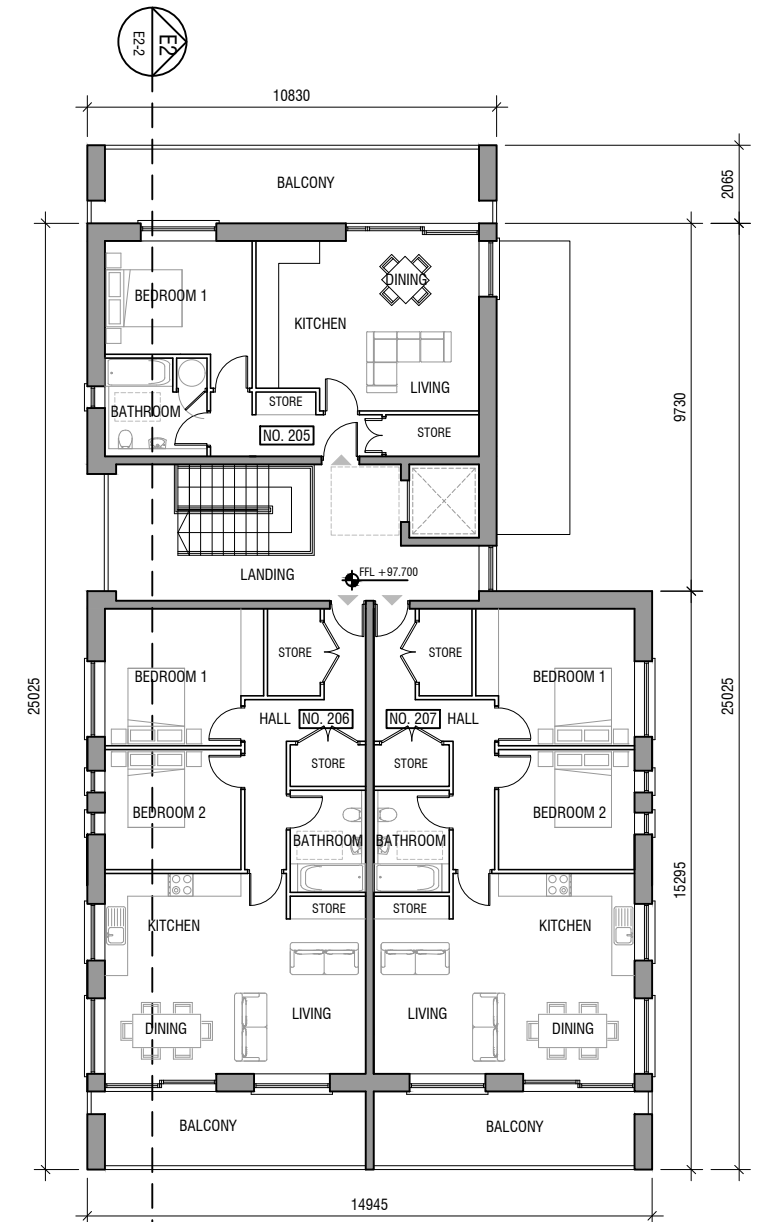 E2
E2-2
10830
BALCONY
2065
BEDROOM 1
DINING
KITCHEN
LIVING
9730
BATHROOM
STORE
NO. 205
STORE
LANDING
FFL +97.700
25025
25025
BEDROOM 1
STORE
STORE
BEDROOM 1
HALL
NO. 206
NO. 207
HALL
STORE
STORE
BEDROOM 2
BATHROOM
BATHROOM
BEDROOM 2
15295
STORE
STORE
KITCHEN
KITCHEN
LIVING
LIVING
DINING
DINING
BALCONY
BALCONY
14945